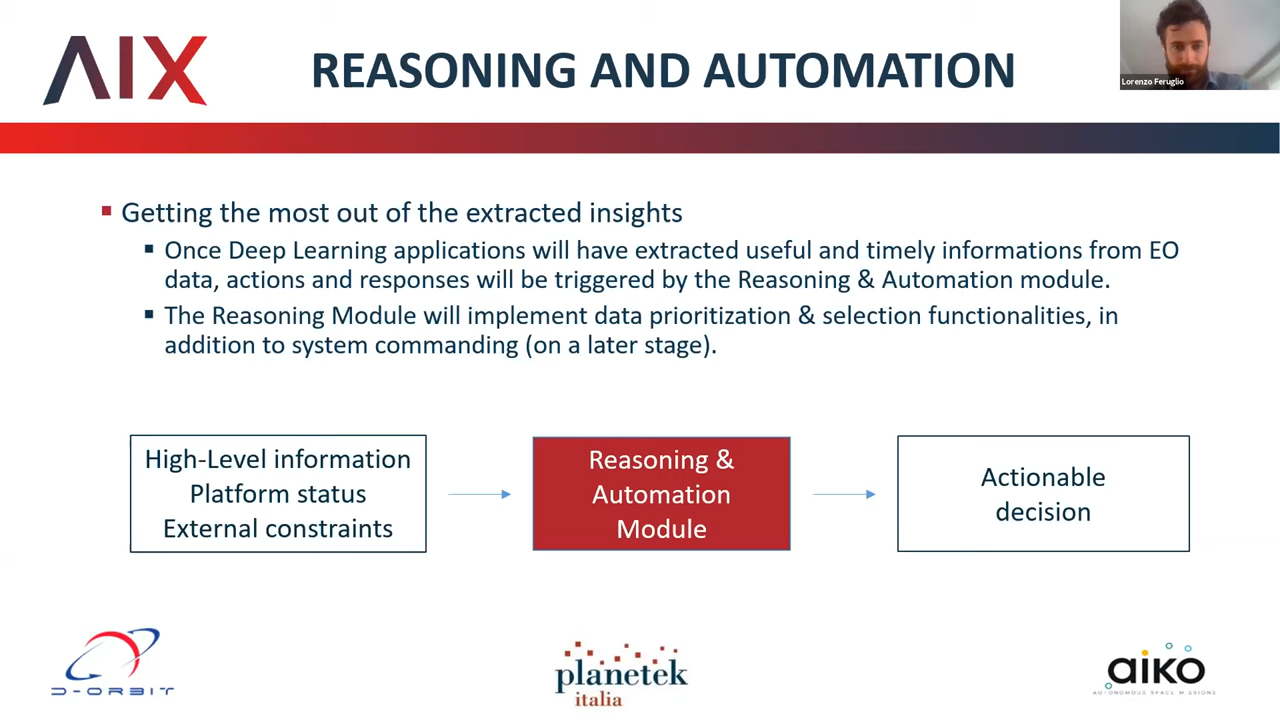 AIX
REASONING AND AUTOMATION
Lorenzo Feruglio
Getting the most out of the extracted insights
Once Deep Learning applications will have extracted useful and timely informations from EO
data, actions and responses will be triggered by the Reasoning & Automation module.
The Reasoning Module will implement data prioritization & selection functionalities, in
addition to system commanding (on a later stage).
High-Level information
Platform status
External constraints
Reasoning &
Automation
Module
Actionable
decision
D-ORBIT
planetek
italia
aiko
AUTONOMOUS SPACE MISSIONS